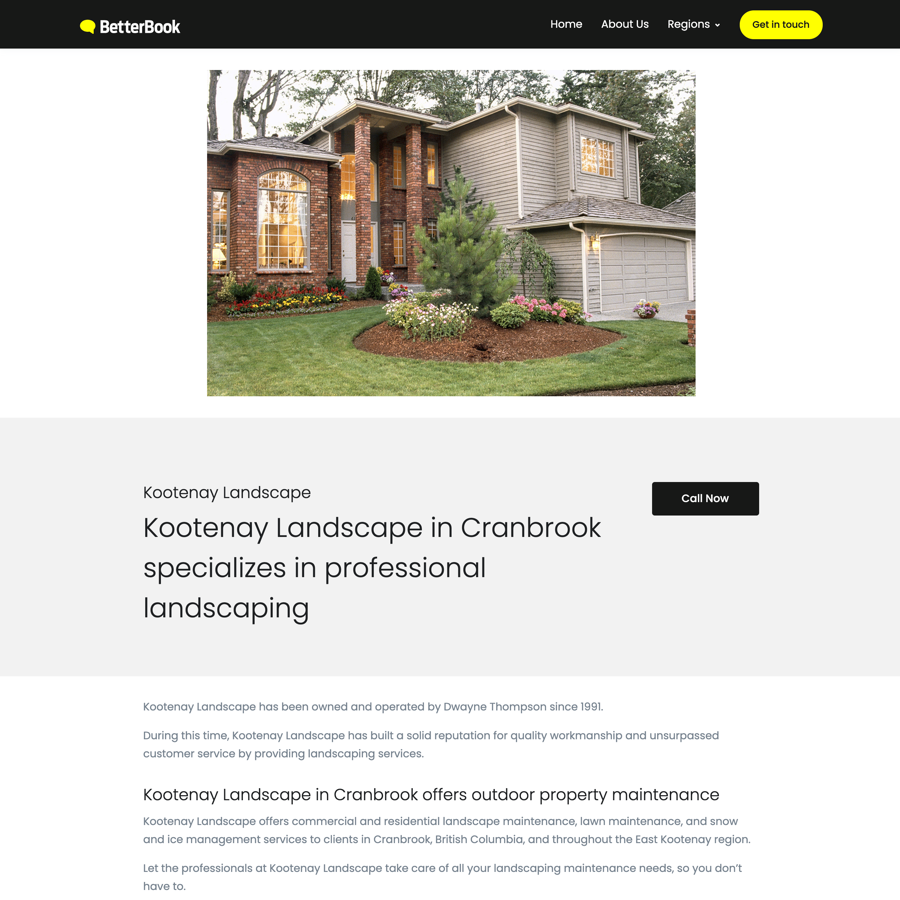 BetterBook
Home
About Us
Regions
Get in touch
Kootenay Landscape
Call Now
Kootenay Landscape in Cranbrook
specializes in professional
landscaping
Kootenay Landscape has been owned and operated by Dwayne Thompson since 1991.
During this time, Kootenay Landscape has built a solid reputation for quality workmanship and unsurpassed
customer service by providing landscaping services.
Kootenay Landscape in Cranbrook offers outdoor property maintenance
Kootenay Landscape offers commercial and residential landscape maintenance, lawn maintenance, and snow
and ice management services to clients in Cranbrook, British Columbia, and throughout the East Kootenay region.
Let the professionals at Kootenay Landscape take care of all your landscaping maintenance needs, so you don’t
have to.